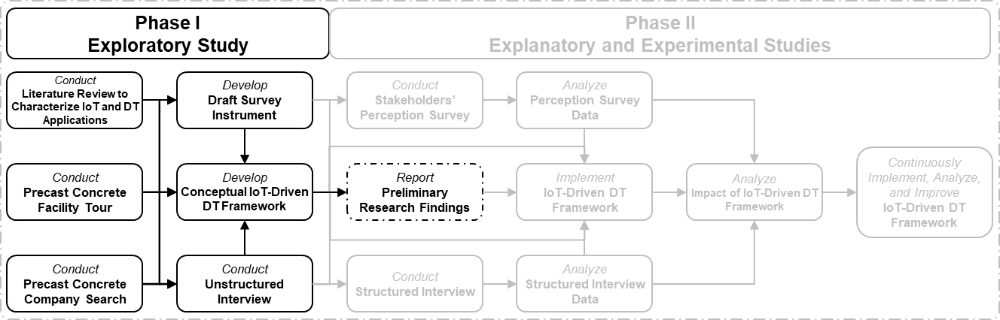 Phase I
Exploratory Study
Phase II
Explanatory and Experimental Studies
Conduct
Literature Review to
Characterize IoT and DT
Applications
Develop
Draft Survey
Instrument
Conduct
Stakeholders'
Perception Survey
Analyze
Perception Survey
Data
Conduct
Precast Concrete
Facility Tour
Develop
Conceptual IoT-Driven
DT Framework
Report
Preliminary
Research Findings
Implement
IoT-Driven DT
Framework
Analyze
Impact of IoT-Driven DT
Framework
Continuously
Implement, Analyze,
and Improve
IoT-Driven DT
Framework
Conduct
Precast Concrete
Company Search
Conduct
Unstructured
Interview
Conduct
Structured Interview
Analyze
Structured Interview
Data